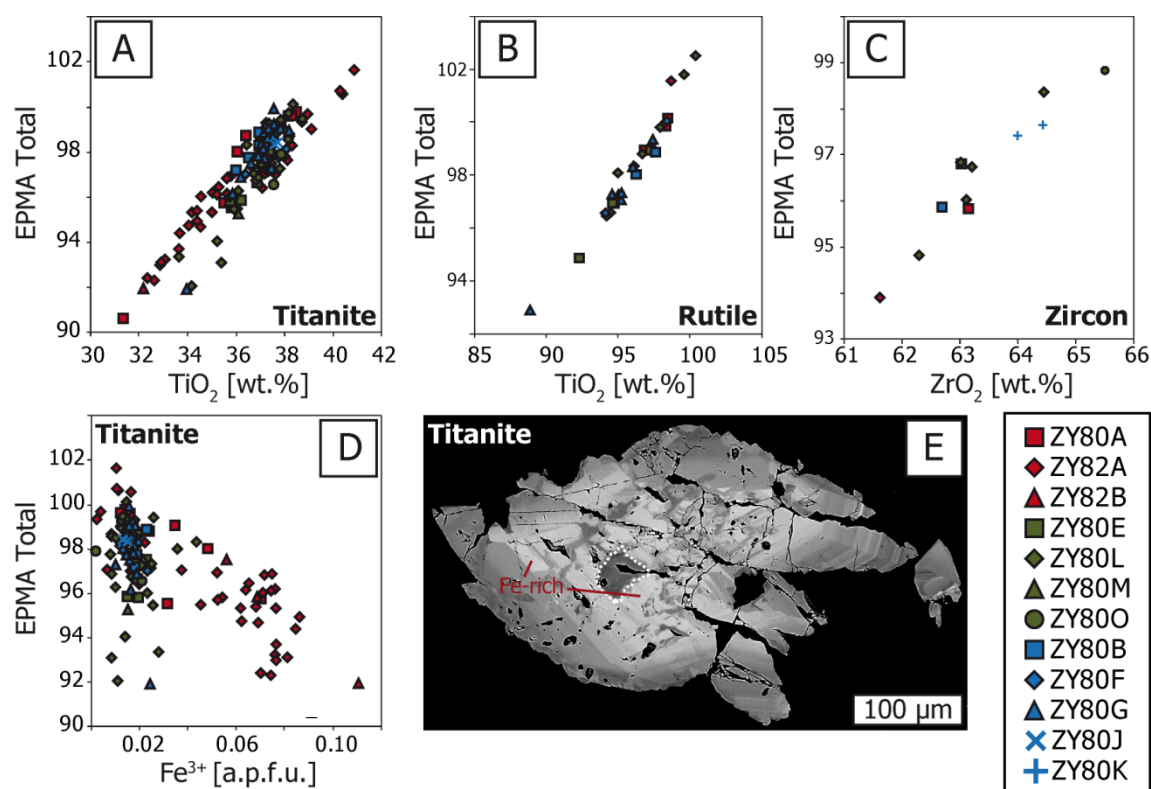 A
EPMA Total
102
98
94
90
30 32 34 36 38 40 42
TiO₂ [wt.%]
Titanite
B
EPMA Total
102
99
96
93
85 90 95 100 105
TiO₂ [wt.%]
Rutile
C
EPMA Total
99
97
95
93
61 62 63 64 65 66
ZrO₂ [wt.%]
Zircon
Titanite
D
EPMA Total
102
100
98
96
94
92
90
0.02 0.06 0.10
Fe³⁺ [a.p.f.u.]
Titanite
E
Fe-rich
100 µm
ZY80A
ZY82A
ZY82B
ZY80E
ZY80L
ZY80M
ZY80O
ZY80B
ZY80F
ZY80G
ZY80J
ZY80K